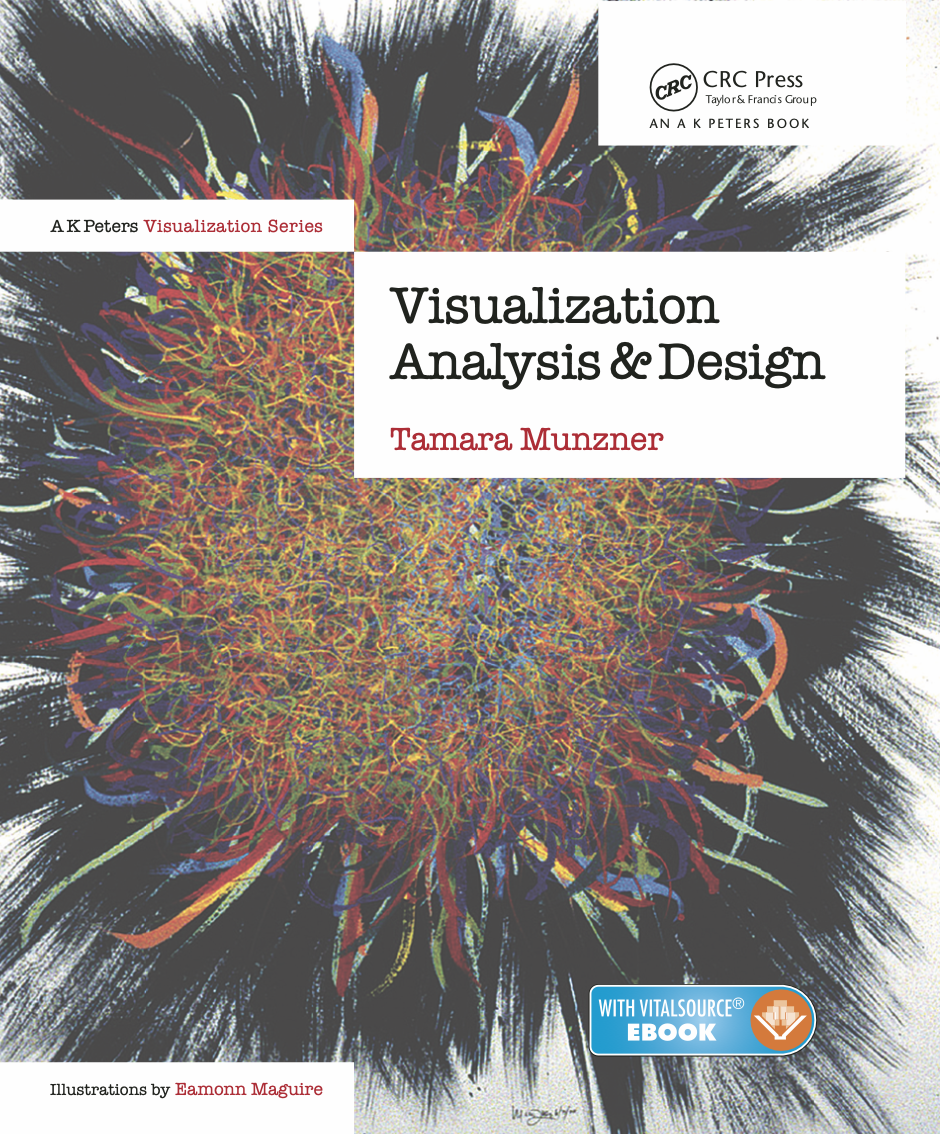 CRC
CRC Press
Taylor & Francis Group
AN A K PETERS BOOK
A K Peters Visualization Series
Visualization
Analysis & Design
Tamara Munzner
WITH VITALSOURCE®
EBOOK
Illustrations by Eamonn Maguire